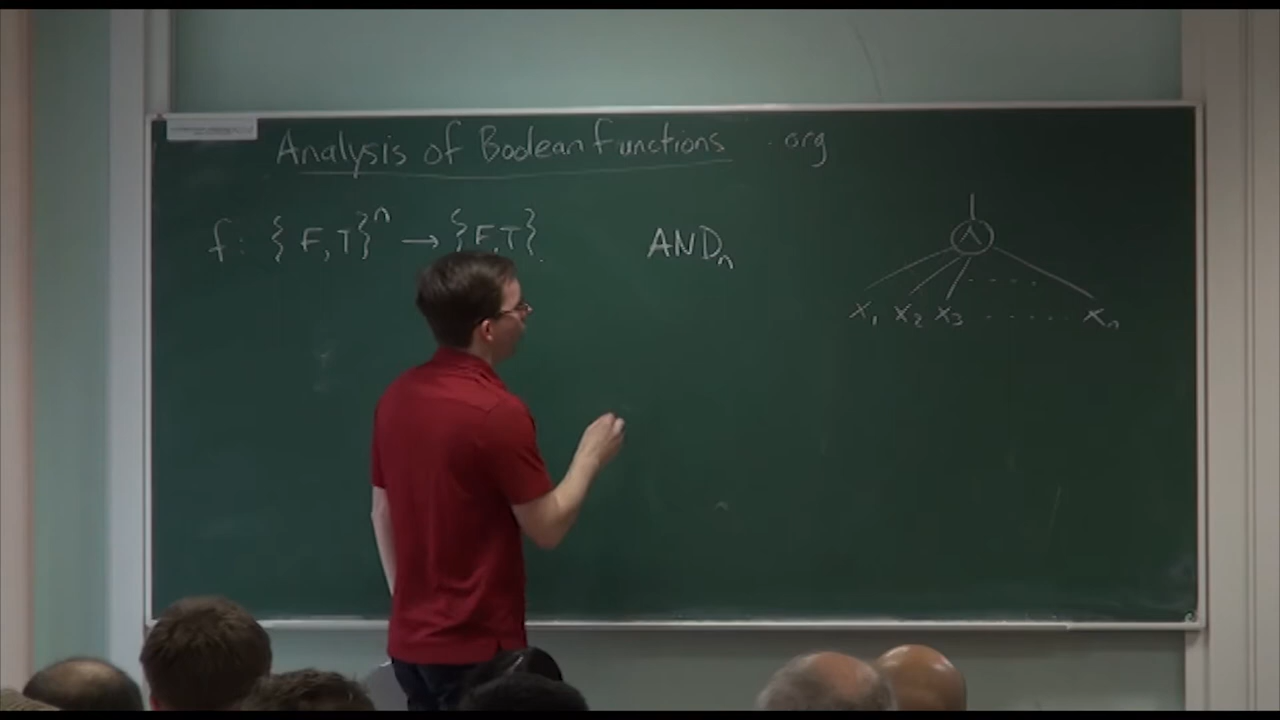 Analysis of Boolean Functions .org
f: {F,T}ⁿ → {F,T} ANDₙ
∧
x₁ x₂ x₃ ..... xₙ